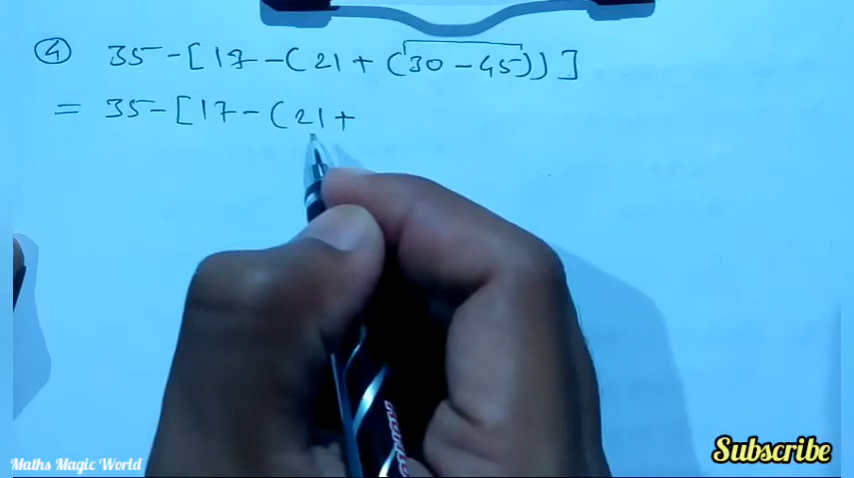 ④ 35-[17-(21+(30-45))]
= 35-[17-(21+
Maths Magic World
Subscribe